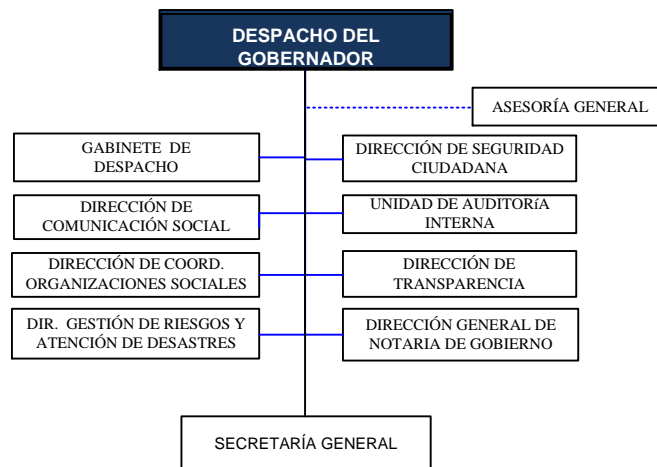 DESPACHO DEL
GOBERNADOR
ASESORÍA GENERAL
GABINETE DE
DESPACHO
DIRECCIÓN DE SEGURIDAD
CIUDADANA
DIRECCIÓN DE
COMUNICACIÓN SOCIAL
UNIDAD DE AUDITORíA
INTERNA
DIRECCIÓN DE COORD.
ORGANIZACIONES SOCIALES
DIRECCIÓN DE
TRANSPARENCIA
DIR. GESTIÓN DE RIESGOS Y
ATENCIÓN DE DESASTRES
DIRECCIÓN GENERAL DE
NOTARIA DE GOBIERNO
SECRETARÍA GENERAL